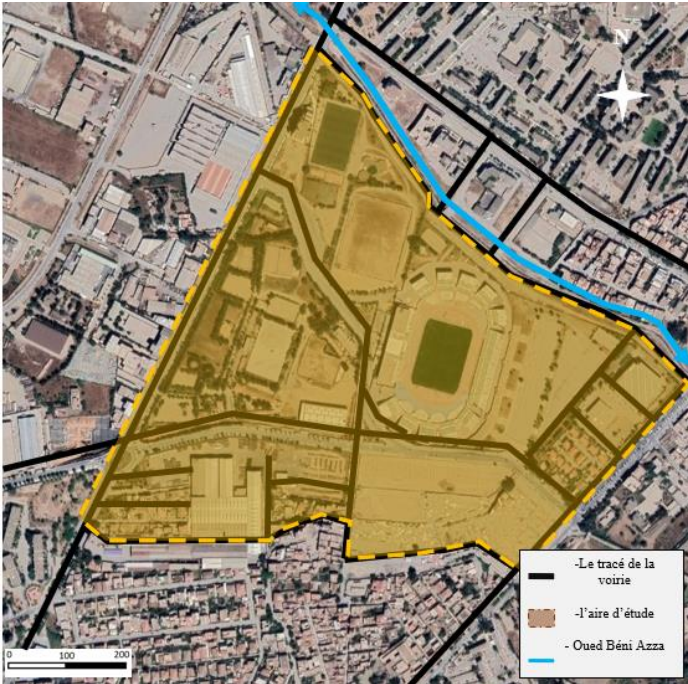 N
-Le tracé de la
voirie
-l'aire d'étude
- Oued Béni Azza
0 100 200